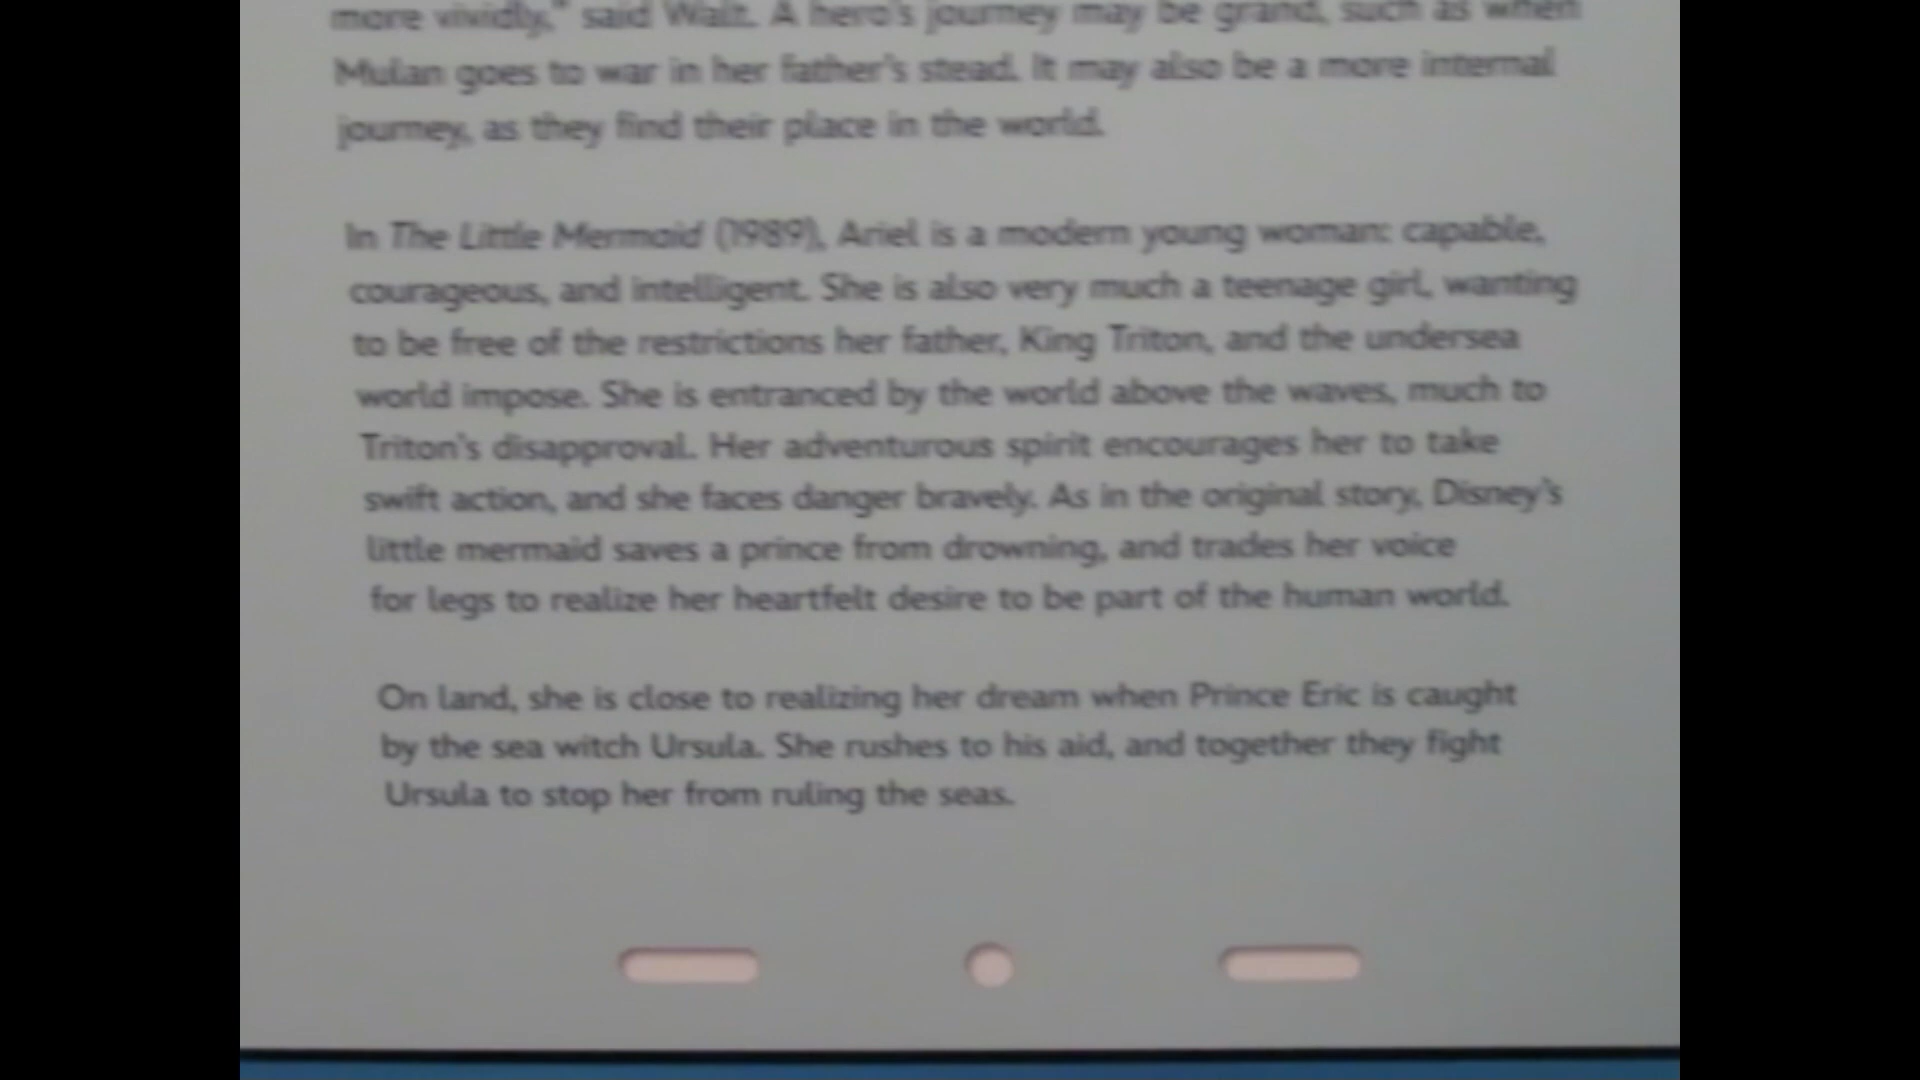 more vividly," said Walt. A hero's journey may be grand, such as when
Mulan goes to war in her father's stead. It may also be a more internal
journey, as they find their place in the world.
In The Little Mermaid (1989), Ariel is a modern young woman: capable,
courageous, and intelligent. She is also very much a teenage girl, wanting
to be free of the restrictions her father, King Triton, and the undersea
world impose. She is entranced by the world above the waves, much to
Triton's disapproval. Her adventurous spirit encourages her to take
swift action, and she faces danger bravely. As in the original story, Disney's
little mermaid saves a prince from drowning, and trades her voice
for legs to realize her heartfelt desire to be part of the human world.
On land, she is close to realizing her dream when Prince Eric is caught
by the sea witch Ursula. She rushes to his aid, and together they fight
Ursula to stop her from ruling the seas.